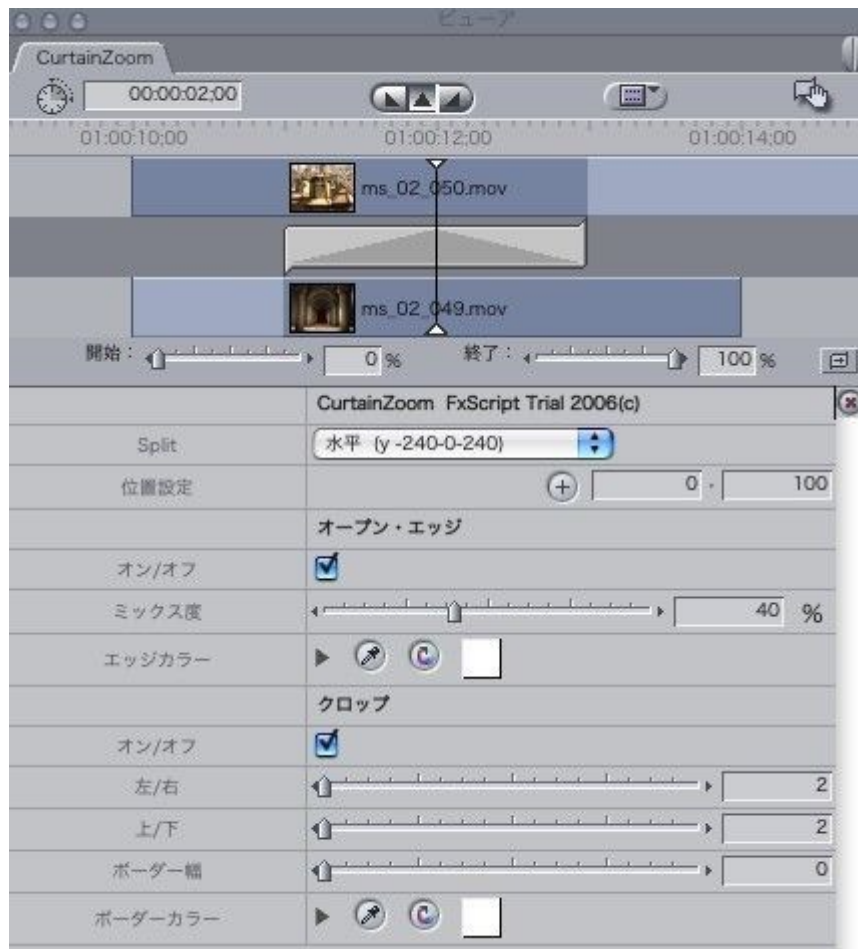 ビューア
CurtainZoom
00:00:02;00
01:00:10;00 01:00:12;00 01:00:14;00
ms_02_050.mov
ms_02_049.mov
開始： 0 % 終了： 100 %
CurtainZoom FxScript Trial 2006(c)
Split 水平 (y -240-0-240)
位置設定 0 , 100
オープン・エッジ
オン/オフ
ミックス度 40 %
エッジカラー
クロップ
オン/オフ
左/右 2
上/下 2
ボーダー幅 0
ボーダーカラー